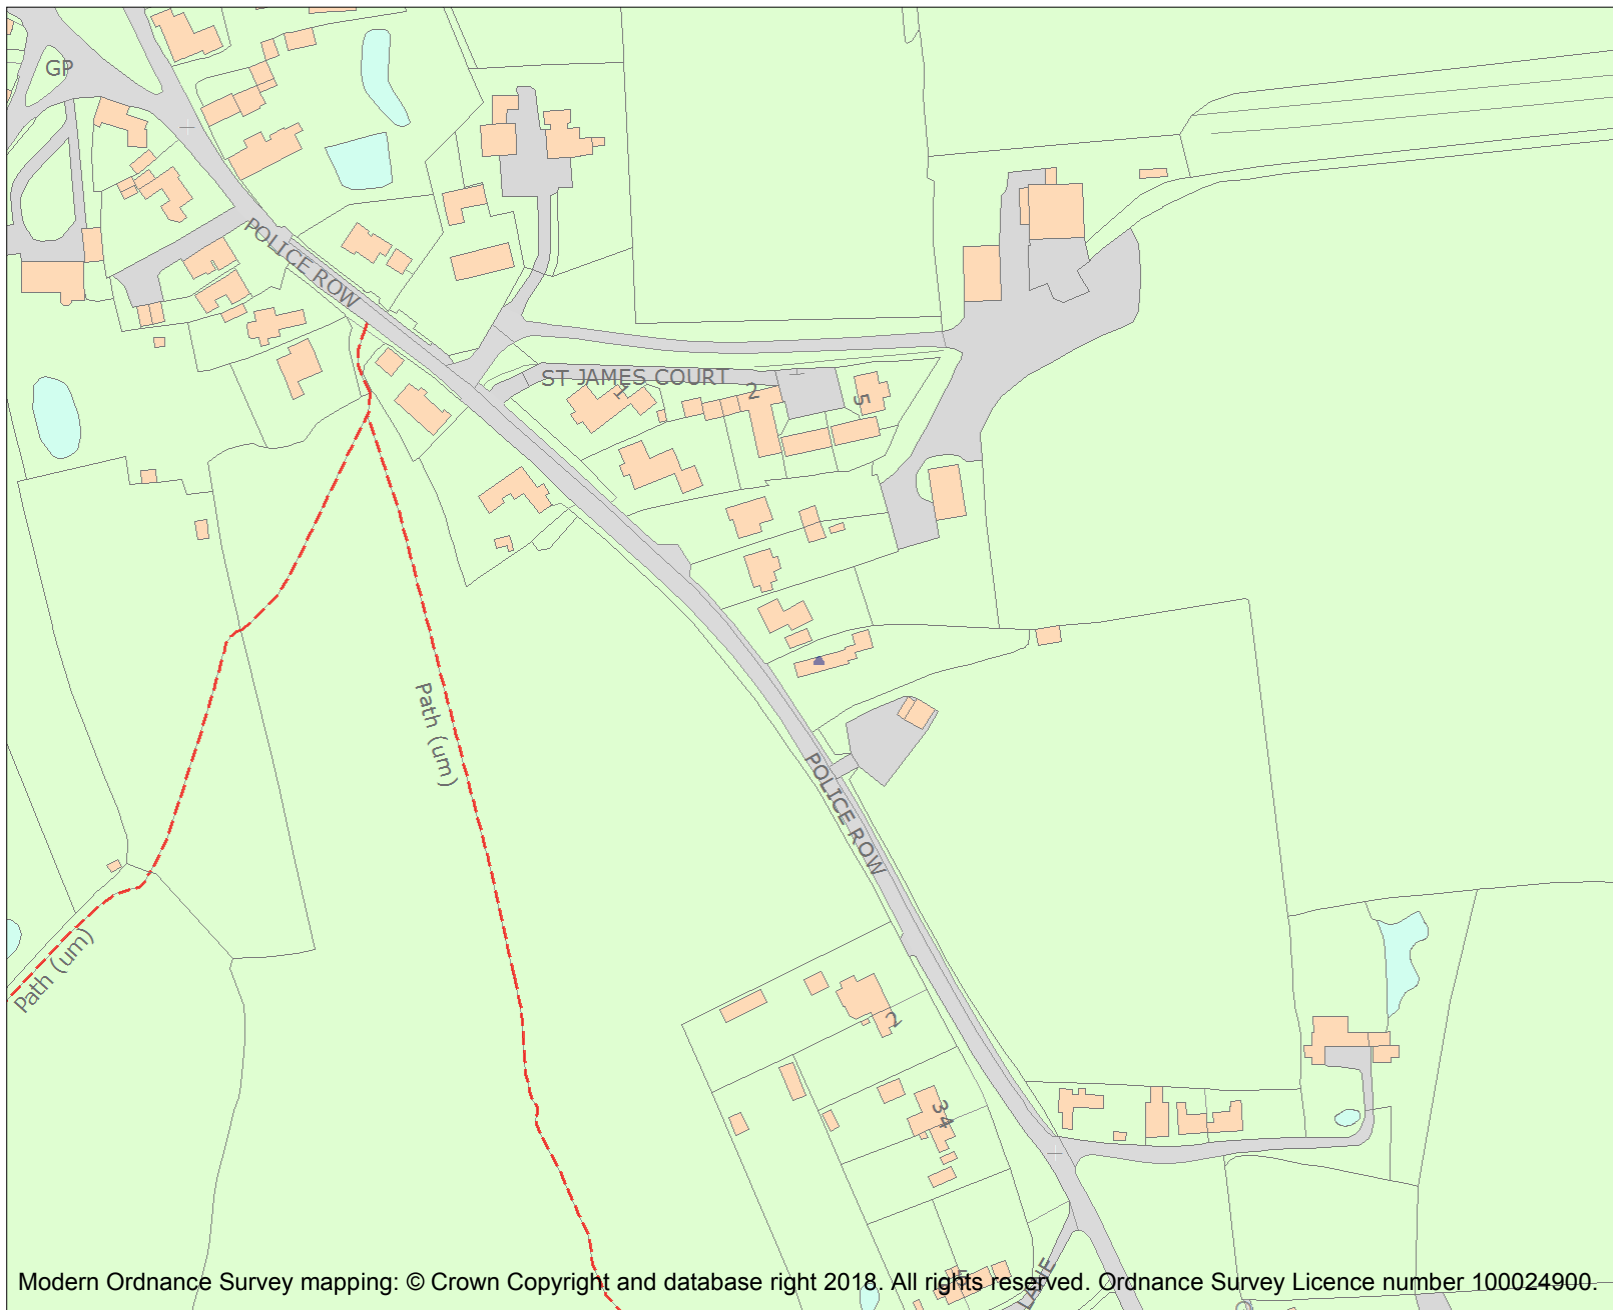 GP
POLICE ROW
ST JAMES COURT
1
2
5
Path (um)
POLICE ROW
Path (um)
2
34
LANE
Modern Ordnance Survey mapping: © Crown Copyright and database right 2018. All rights reserved. Ordnance Survey Licence number 100024900.